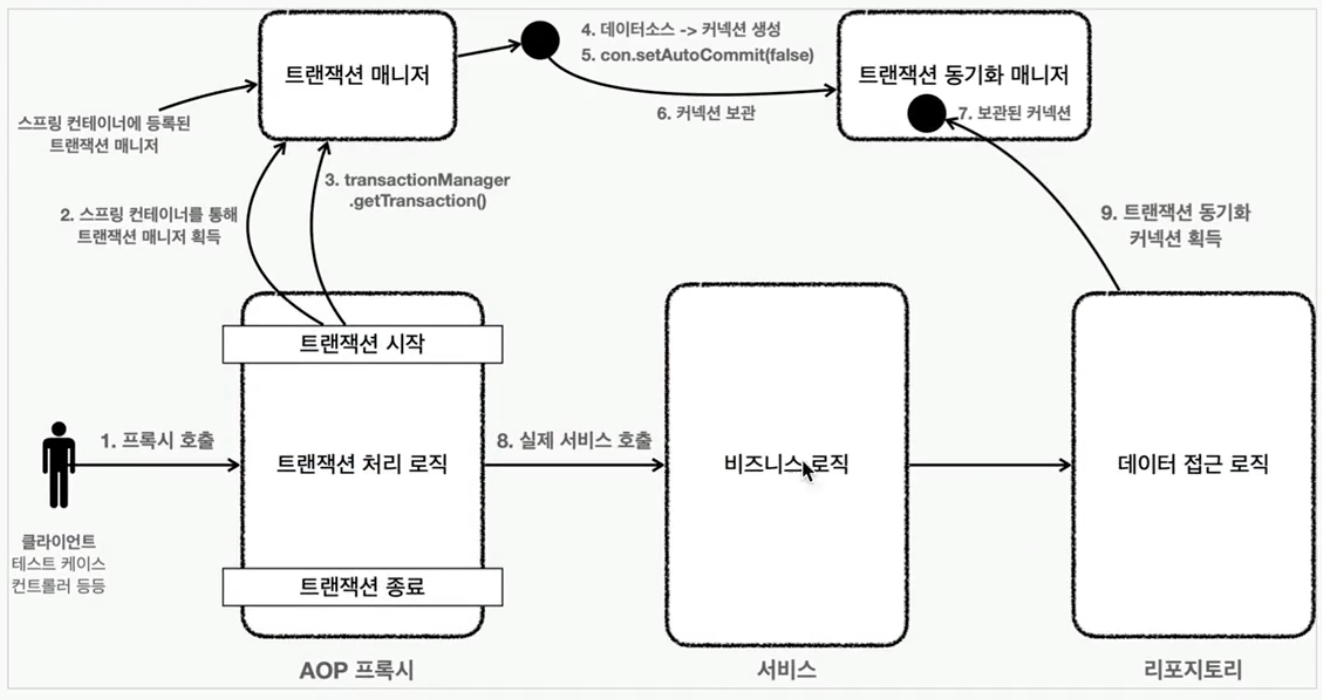 트랜잭션 매니저
4. 데이터소스 -> 커넥션 생성
5. con.setAutoCommit(false)
6. 커넥션 보관
트랜잭션 동기화 매니저
7. 보관된 커넥션
스프링 컨테이너에 등록된
트랜잭션 매니저
2. 스프링 컨테이너를 통해
트랜잭션 매니저 획득
3. transactionManager
.getTransaction()
9. 트랜잭션 동기화
커넥션 획득
트랜잭션 시작
1. 프록시 호출
트랜잭션 처리 로직
8. 실제 서비스 호출
비즈니스 로직
데이터 접근 로직
클라이언트
테스트 케이스
컨트롤러 등등
트랜잭션 종료
AOP 프록시
서비스
리포지토리